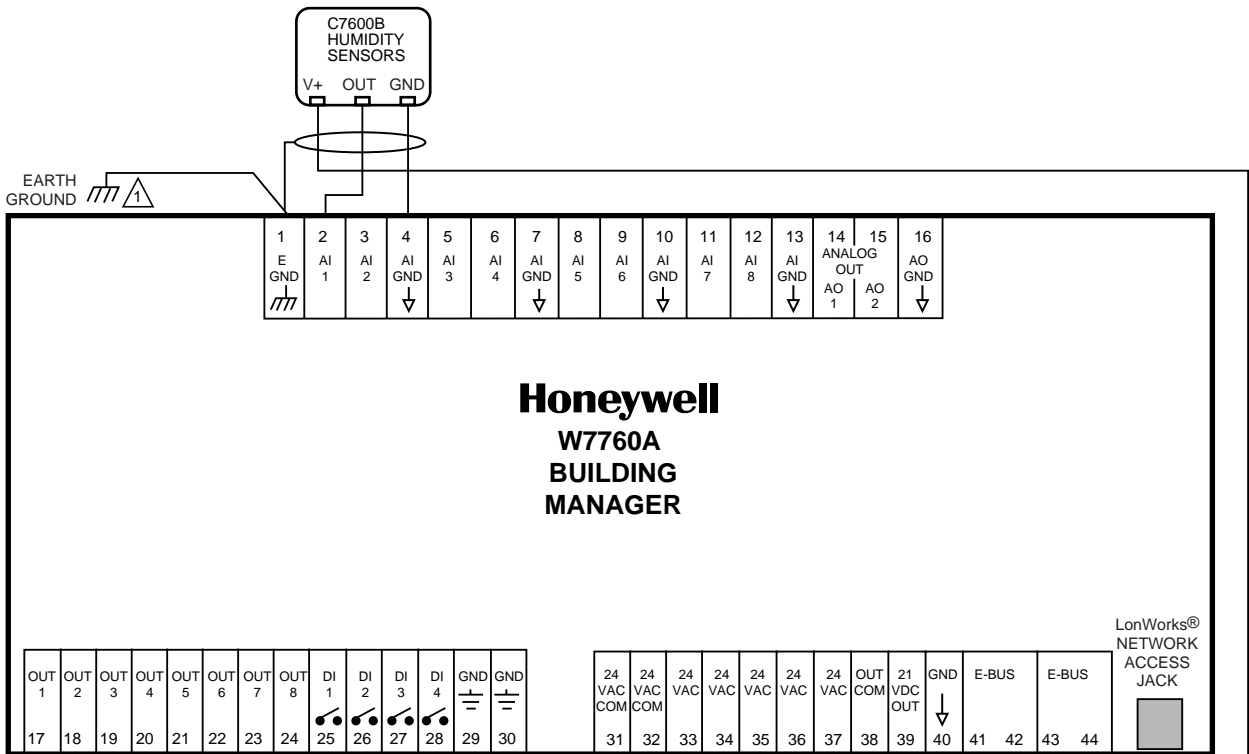 C7600B
HUMIDITY
SENSORS
V+ OUT GND
EARTH
GROUND
1
1 2 3 4 5 6 7 8 9 10 11 12 13 14 15 16
E GND
AI 1
AI 2
AI GND
AI 3
AI 4
AI GND
AI 5
AI 6
AI GND
AI 7
AI 8
AI GND
ANALOG
OUT
AO 1
AO 2
AO GND
Honeywell
W7760A
BUILDING
MANAGER
LonWorks®
NETWORK
ACCESS
JACK
OUT 1
OUT 2
OUT 3
OUT 4
OUT 5
OUT 6
OUT 7
OUT 8
DI 1
DI 2
DI 3
DI 4
GND
GND
17 18 19 20 21 22 23 24 25 26 27 28 29 30
24 VAC COM
24 VAC COM
24 VAC
24 VAC
24 VAC
24 VAC
24 VAC
OUT COM
21 VDC OUT
GND
E-BUS
E-BUS
31 32 33 34 35 36 37 38 39 40 41 42 43 44